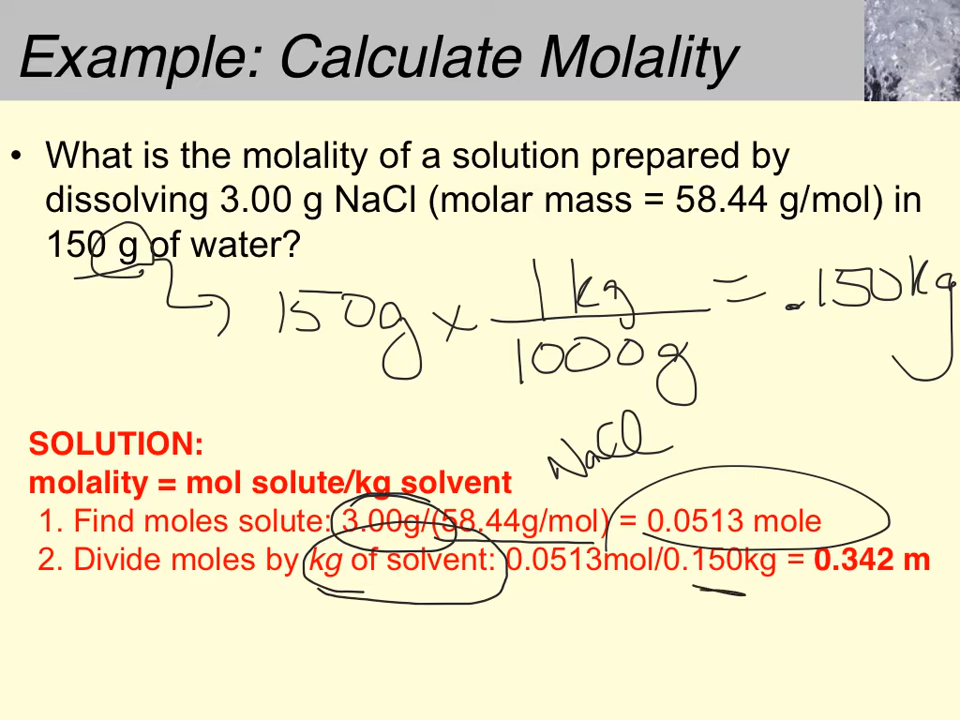 Example: Calculate Molality
• What is the molality of a solution prepared by
dissolving 3.00 g NaCl (molar mass = 58.44 g/mol) in
150 g of water?
150g x 1kg / 1000g = .150kg
NaCl
SOLUTION:
molality = mol solute/kg solvent
1. Find moles solute: 3.00g/(58.44g/mol) = 0.0513 mole
2. Divide moles by kg of solvent: 0.0513mol/0.150kg = 0.342 m